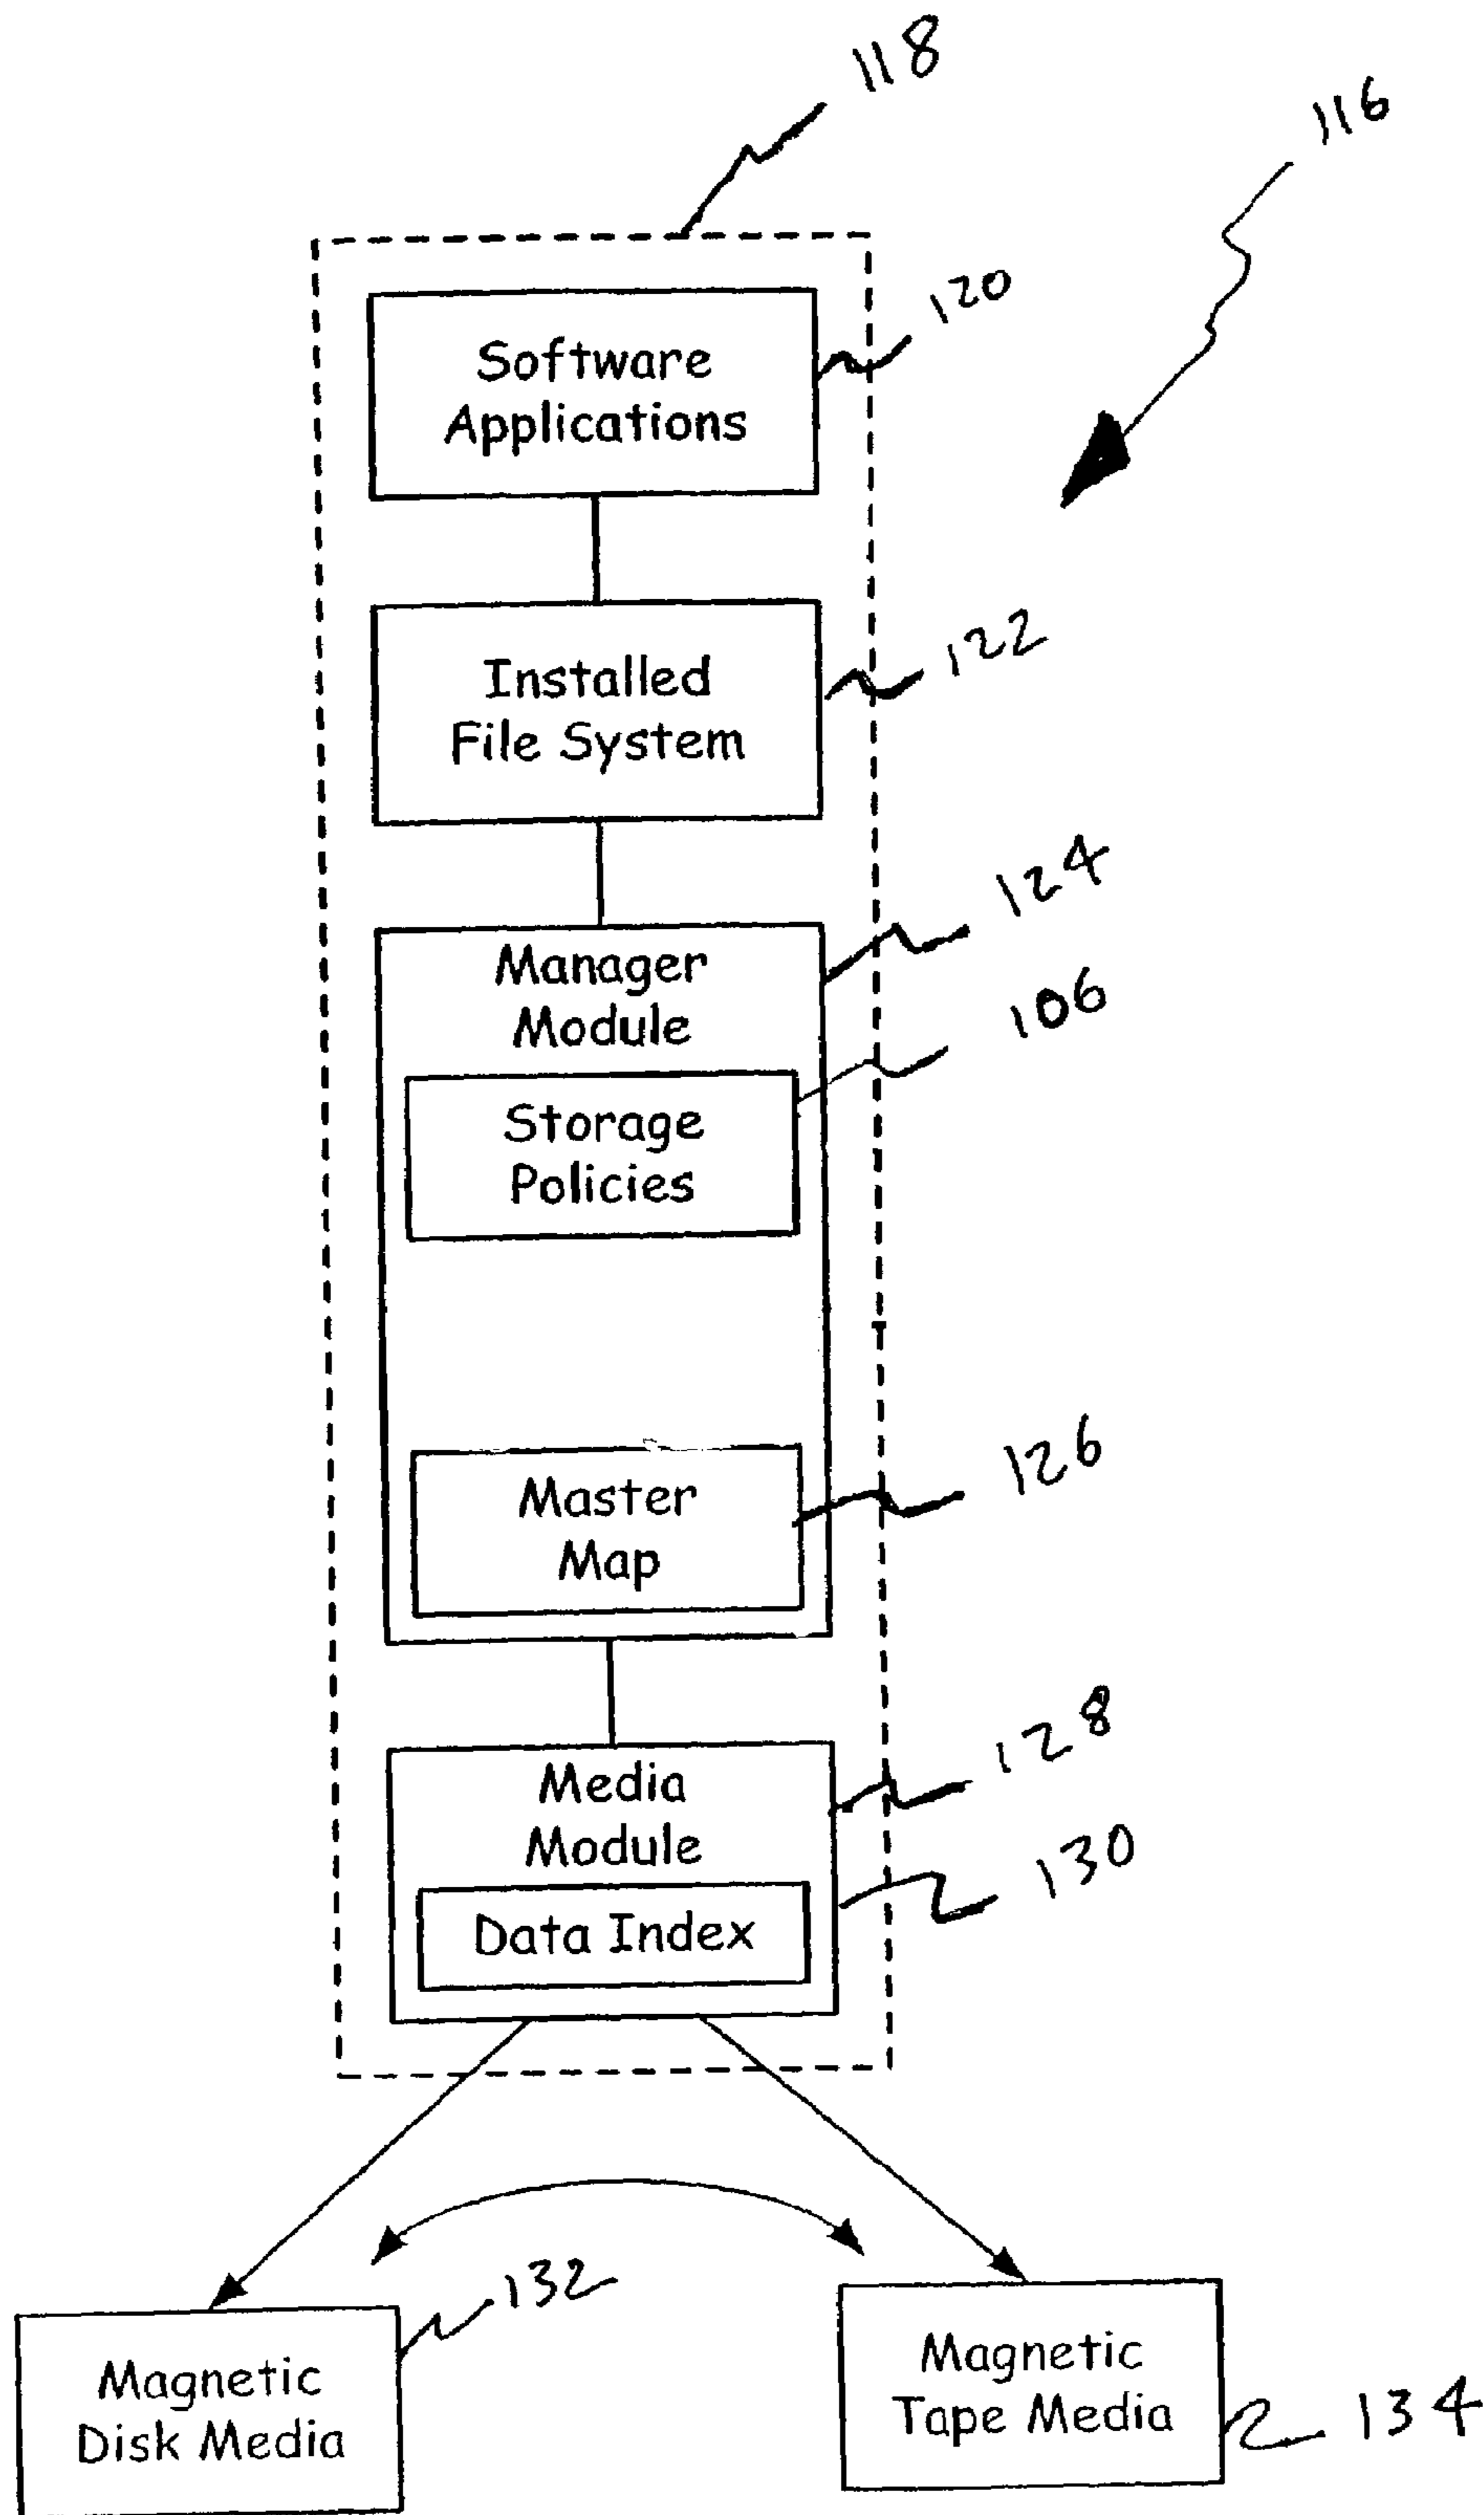 118
116
120
Software
Applications
122
Installed
File System
124
Manager
Module
106
Storage
Policies
126
Master
Map
128
Media
Module
130
Data Index
132
Magnetic
Disk Media
Magnetic
Tape Media
134